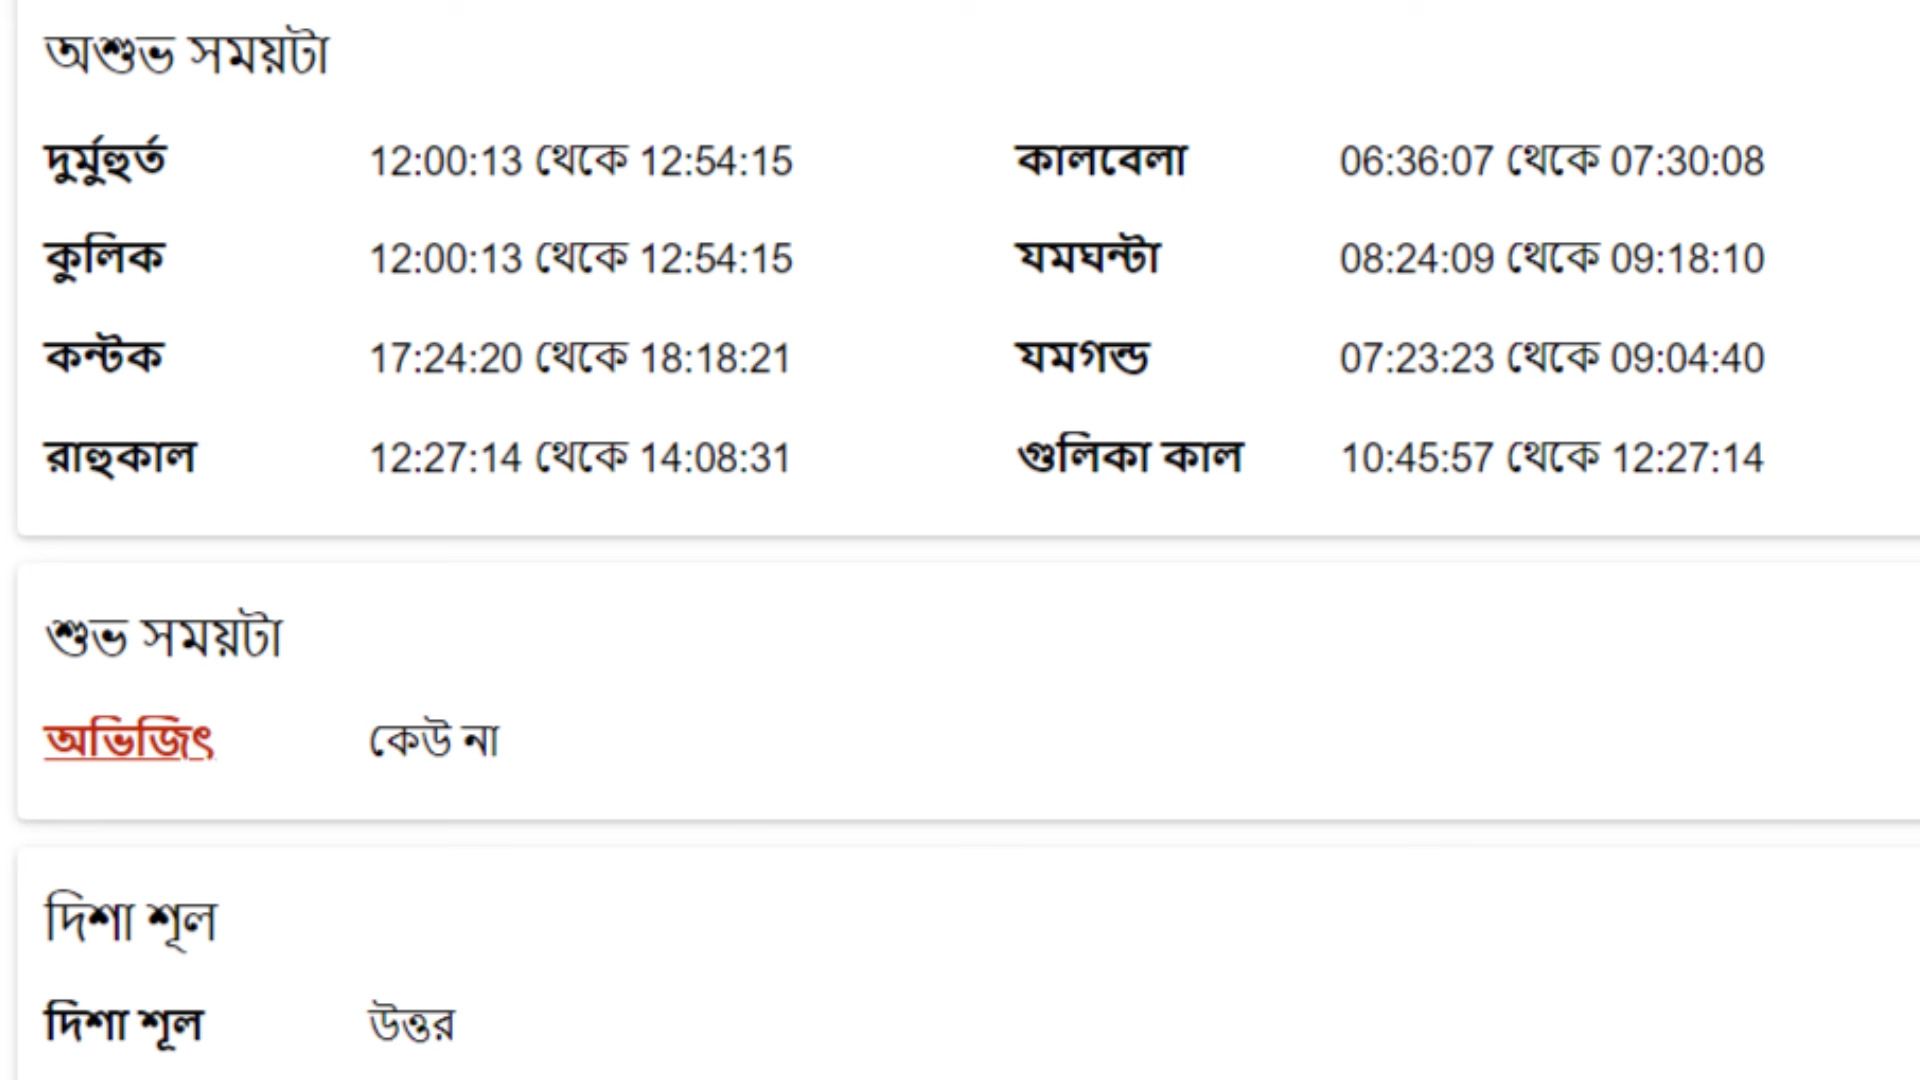 অশুভ সময়টা
দুর্মুহুর্ত 12:00:13 থেকে 12:54:15 কালবেলা 06:36:07 থেকে 07:30:08
কুলিক 12:00:13 থেকে 12:54:15 যমঘন্টা 08:24:09 থেকে 09:18:10
কন্টক 17:24:20 থেকে 18:18:21 যমগন্ড 07:23:23 থেকে 09:04:40
রাহুকাল 12:27:14 থেকে 14:08:31 গুলিকা কাল 10:45:57 থেকে 12:27:14
শুভ সময়টা
অভিজিৎ কেউ না
দিশা শূল
দিশা শূল উত্তর